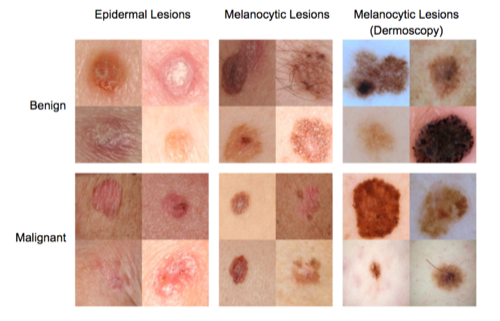 Epidermal Lesions
Melanocytic Lesions
Melanocytic Lesions
(Dermoscopy)
Benign
Malignant